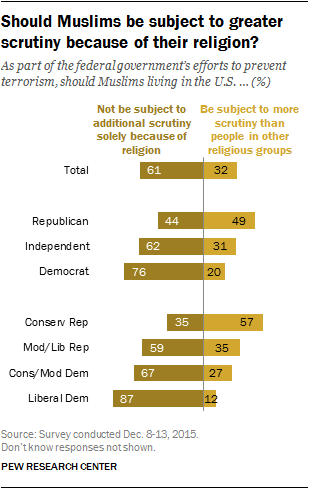 Should Muslims be subject to greater
scrutiny because of their religion?
As part of the federal government's efforts to prevent
terrorism, should Muslims living in the U.S. ... (%)
Not be subject to
additional scrutiny
solely because of
religion
Be subject to more
scrutiny than
people in other
religious groups
Total 61 32
Republican 44 49
Independent 62 31
Democrat 76 20
Conserv Rep 35 57
Mod/Lib Rep 59 35
Cons/Mod Dem 67 27
Liberal Dem 87 12
Source: Survey conducted Dec. 8-13, 2015.
Don't know responses not shown.
PEW RESEARCH CENTER